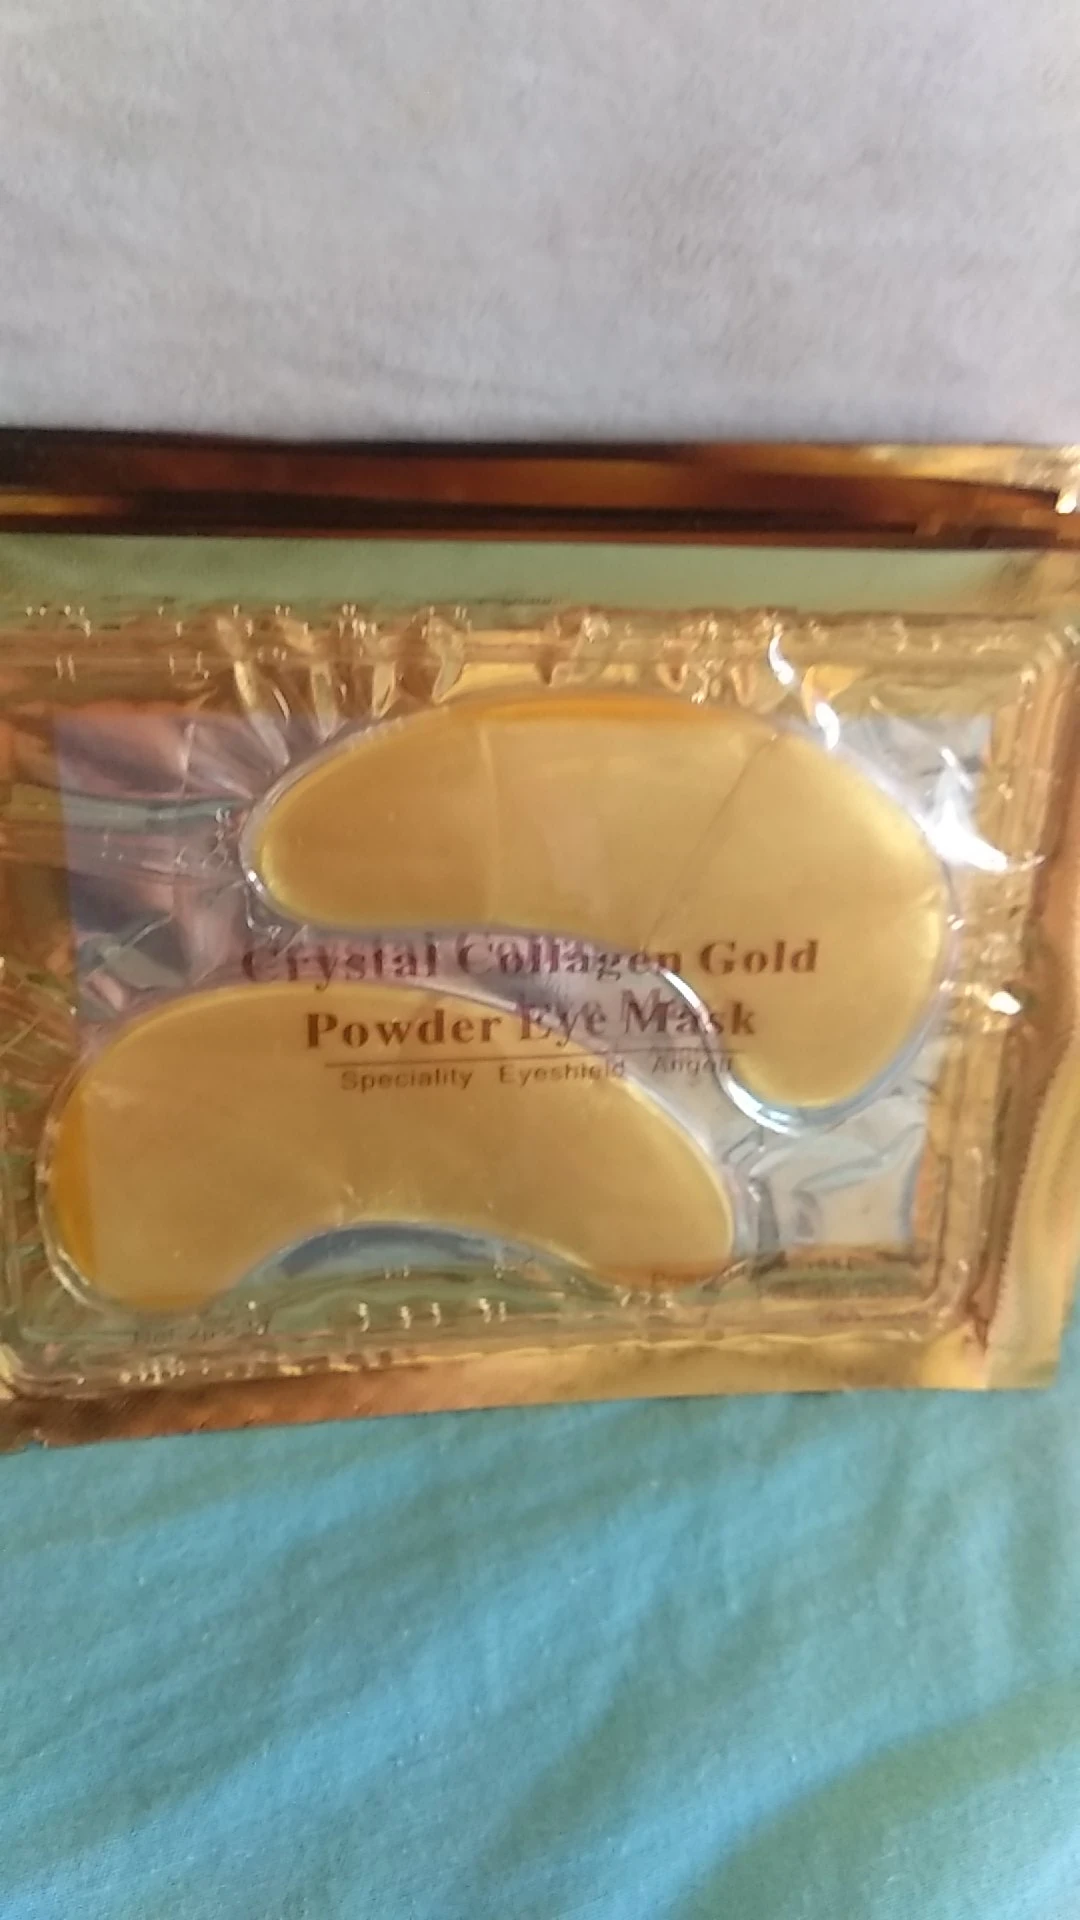 Crystal Collagen Gold
Powder Eye Mask
Speciality Eyeshield